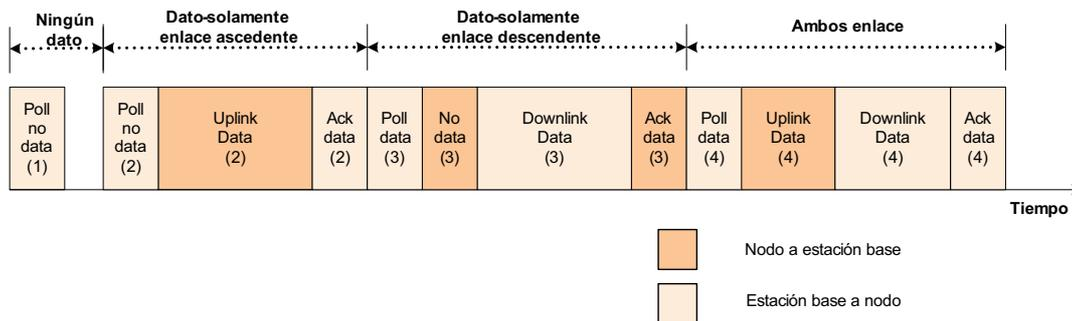 Ningún
dato
Dato-solamente
enlace ascedente
Dato-solamente
enlace descendente
Ambos enlace
Poll
no
data
(1)
Poll
no
data
(2)
Uplink
Data
(2)
Ack
data
(2)
Poll
data
(3)
No
data
(3)
Downlink
Data
(3)
Ack
data
(3)
Poll
data
(4)
Uplink
Data
(4)
Downlink
Data
(4)
Ack
data
(4)
Tiempo
Nodo a estación base
Estación base a nodo